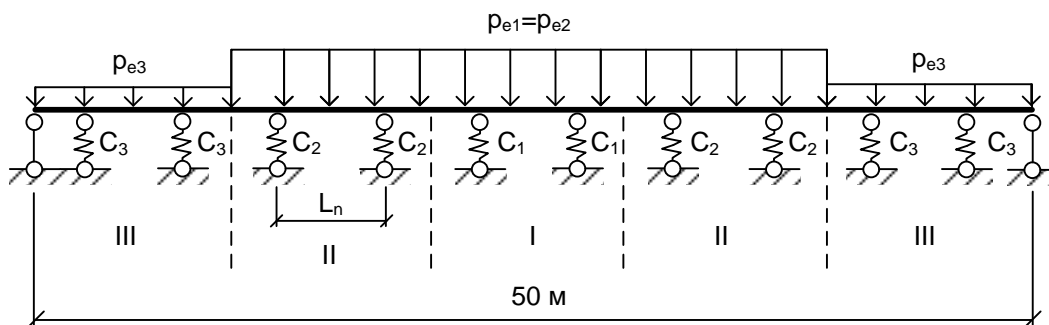 pe1=pe2
pe3 pe3
C3 C3 C2 C2 C1 C1 C2 C2 C3 C3
Ln
III II I II III
50 м